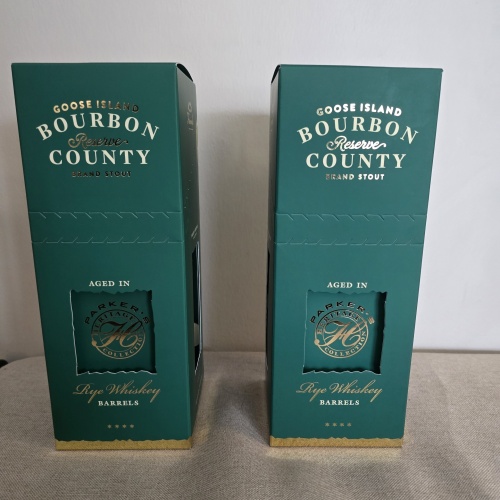 GOOSE ISLAND
BOURBON
Reserve
COUNTY
BRAND STOUT
AGED IN
PARKER'S
HERITAGE
H
COLLECTION
Rye Whiskey
BARRELS
GOOSE ISLAND
BOURBON
Reserve
COUNTY
BRAND STOUT
AGED IN
PARKER'S
HERITAGE
H
COLLECTION
Rye Whiskey
BARRELS